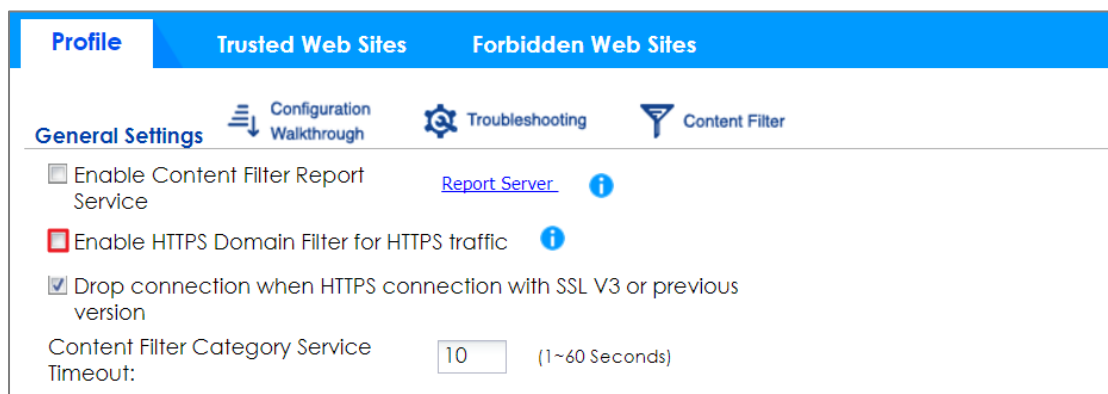 Profile
Trusted Web Sites
Forbidden Web Sites
General Settings
Configuration
Walkthrough
Troubleshooting
Content Filter
Enable Content Filter Report
Service
Report Server
i
Enable HTTPS Domain Filter for HTTPS traffic
i
Drop connection when HTTPS connection with SSL V3 or previous
version
Content Filter Category Service
Timeout:
10
(1~60 Seconds)